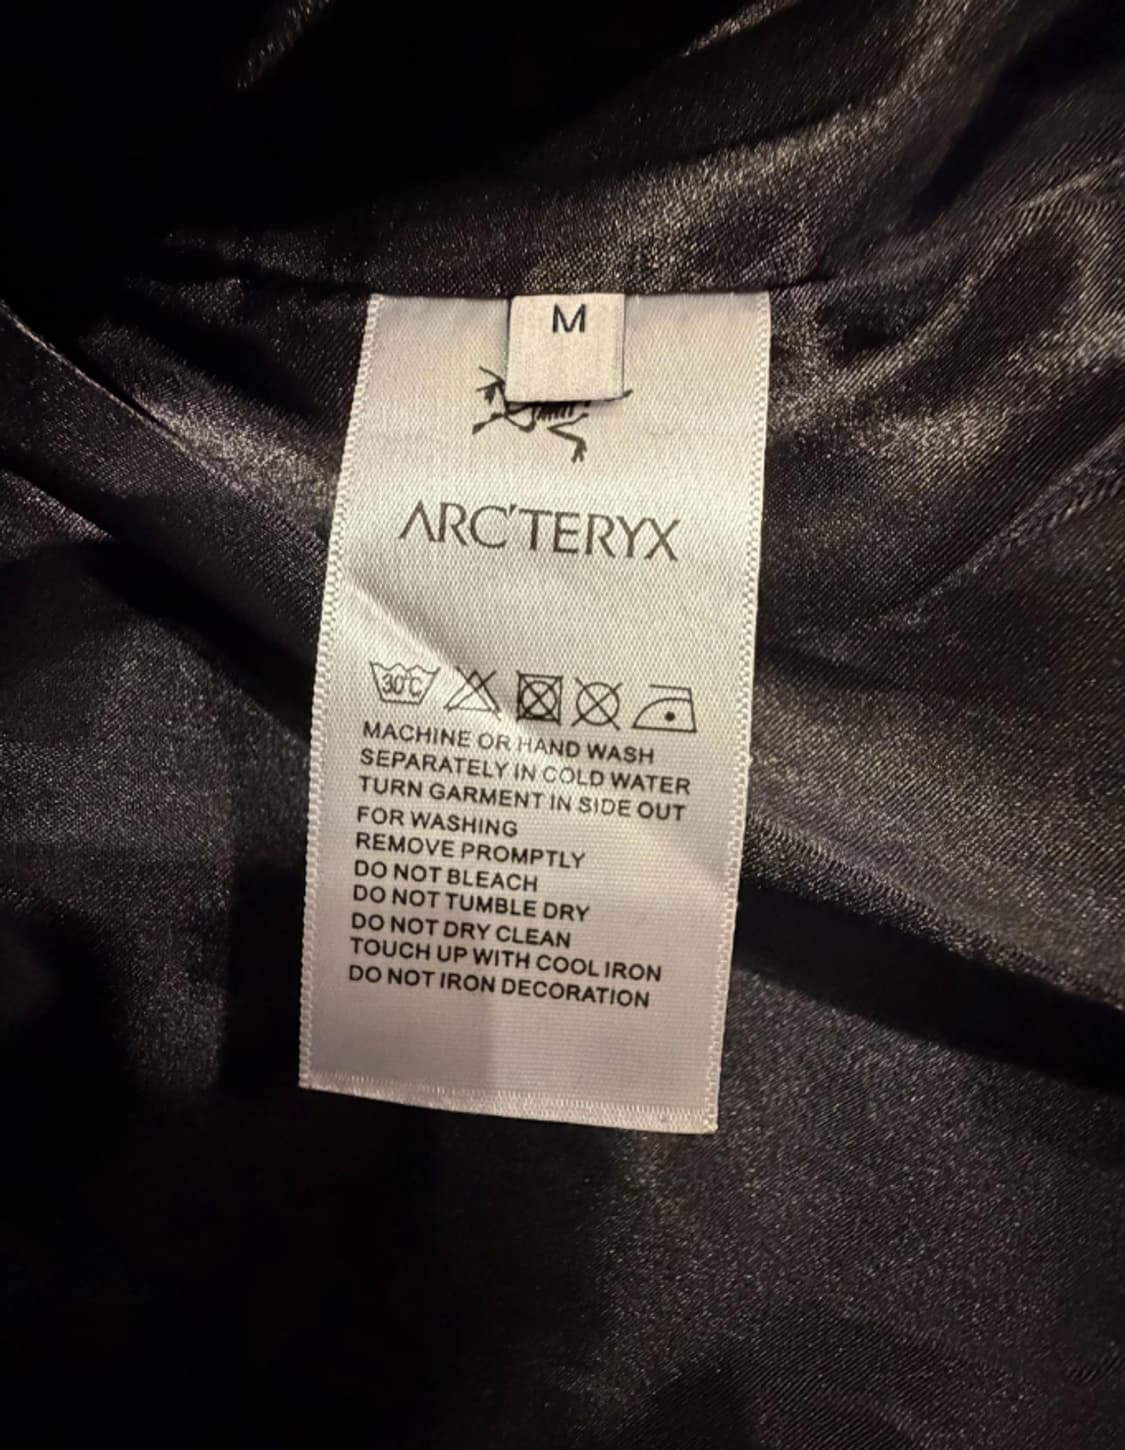 M
ARC'TERYX
30°C
MACHINE OR HAND WASH
SEPARATELY IN COLD WATER
TURN GARMENT IN SIDE OUT
FOR WASHING
REMOVE PROMPTLY
DO NOT BLEACH
DO NOT TUMBLE DRY
DO NOT DRY CLEAN
TOUCH UP WITH COOL IRON
DO NOT IRON DECORATION